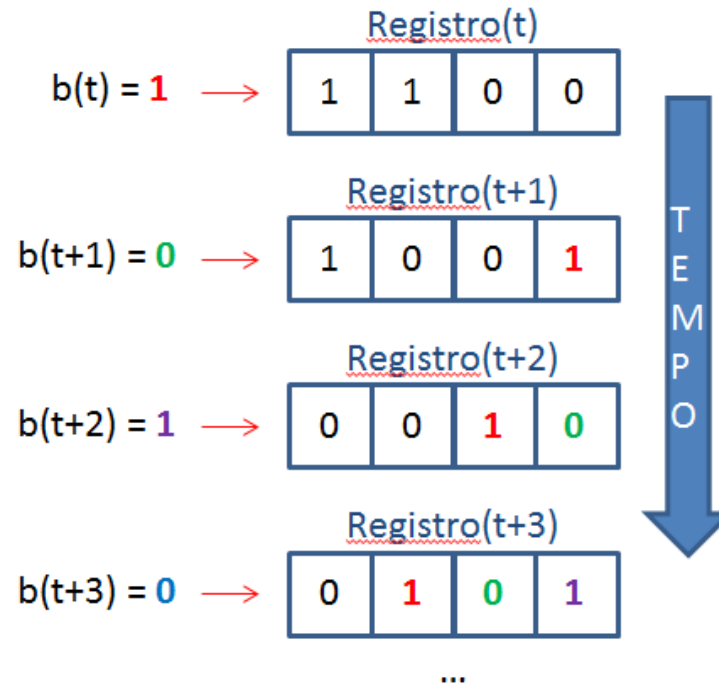 Registro(t)
b(t) = 1
1 1 0 0
Registro(t+1)
b(t+1) = 0
1 0 0 1
Registro(t+2)
b(t+2) = 1
0 0 1 0
Registro(t+3)
b(t+3) = 0
0 1 0 1
...
TEMPO